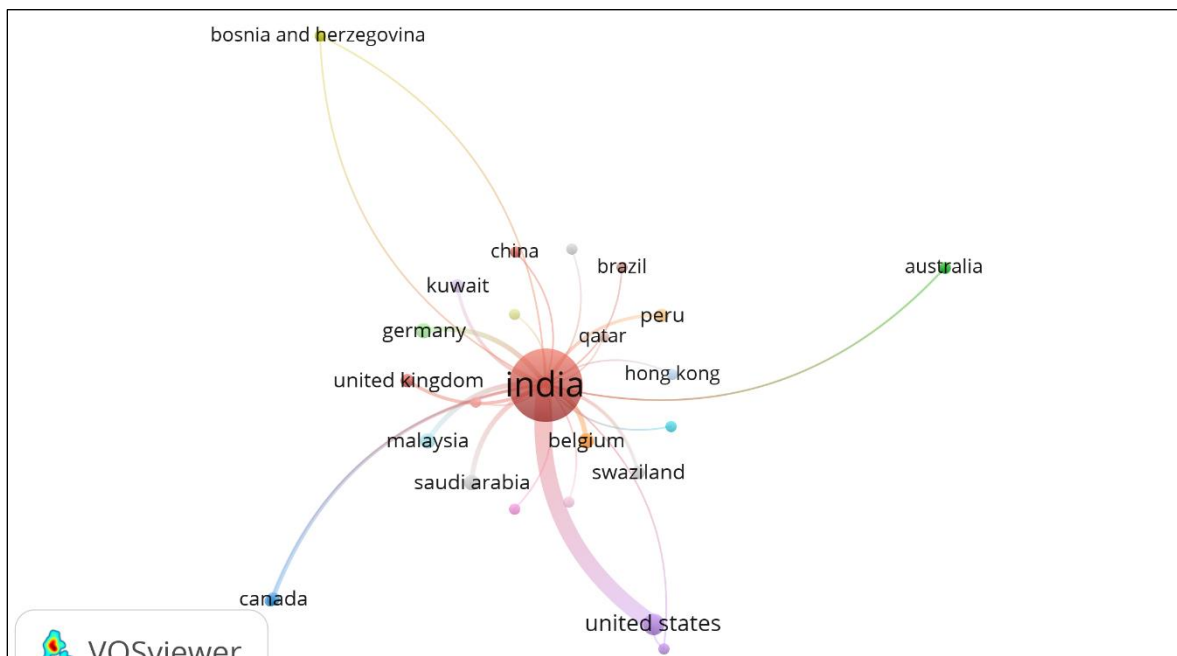 bosnia and herzegovina
china
brazil
australia
kuwait
peru
germany
qatar
united kingdom
india
hong kong
malaysia
belgium
saudi arabia
swaziland
canada
united states
VOSviewer